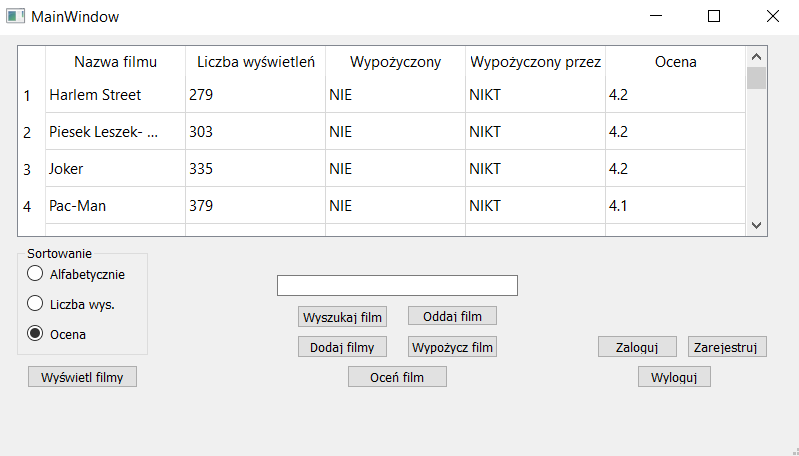 MainWindow
Nazwa filmu Liczba wyświetleń Wypożyczony Wypożyczony przez Ocena
1 Harlem Street 279 NIE NIKT 4.2
2 Piesek Leszek- ... 303 NIE NIKT 4.2
3 Joker 335 NIE NIKT 4.2
4 Pac-Man 379 NIE NIKT 4.1
Sortowanie
Alfabetycznie
Liczba wys.
Ocena
Wyświetl filmy
Wyszukaj film Oddaj film
Dodaj filmy Wypożycz film
Oceń film
Zaloguj Zarejestruj
Wyloguj